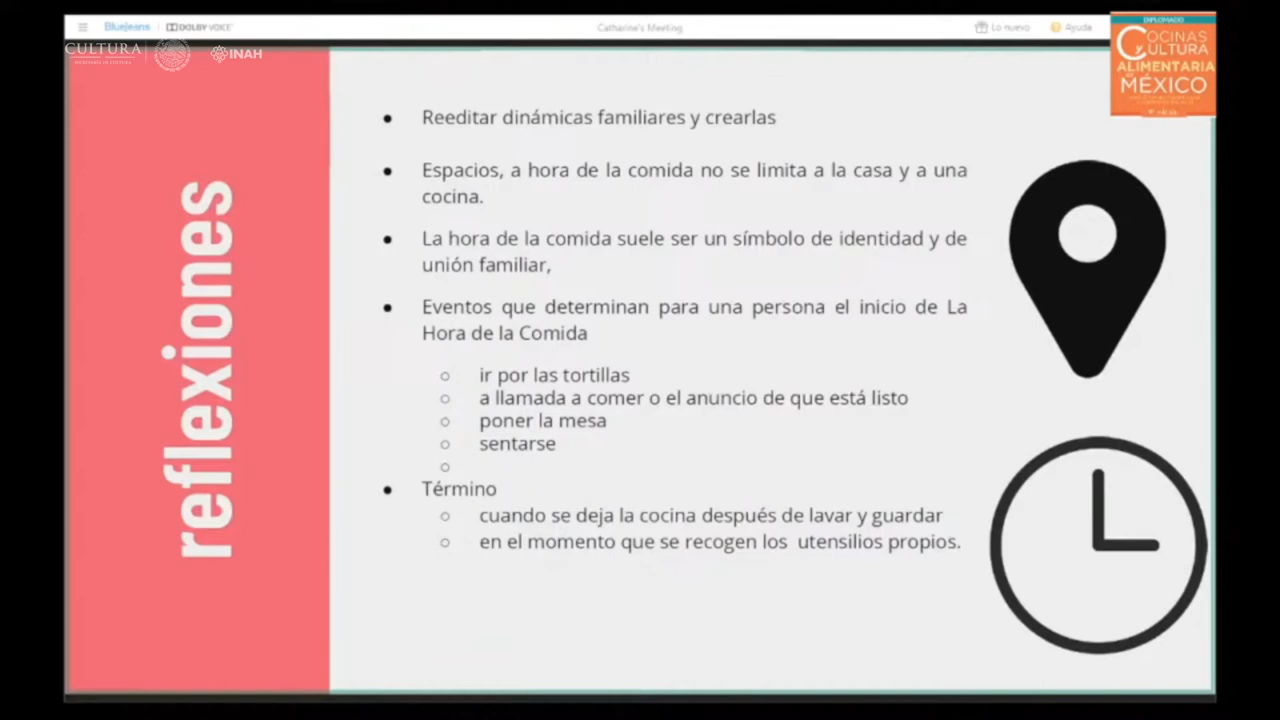 BlueJeans DOLBY VOICE
Catharine's Meeting
Lo nuevo
Ayuda
CULTURA
SECRETARÍA DE CULTURA
INAH
DIPLOMADO
COCINAS
y CULTURA
ALIMENTARIA
MÉXICO
reflexiones
● Reeditar dinámicas familiares y crearlas
● Espacios, a hora de la comida no se limita a la casa y a una
cocina.
● La hora de la comida suele ser un símbolo de identidad y de
unión familiar,
● Eventos que determinan para una persona el inicio de La
Hora de la Comida
○ ir por las tortillas
○ a llamada a comer o el anuncio de que está listo
○ poner la mesa
○ sentarse
○
● Término
○ cuando se deja la cocina después de lavar y guardar
○ en el momento que se recogen los utensilios propios.